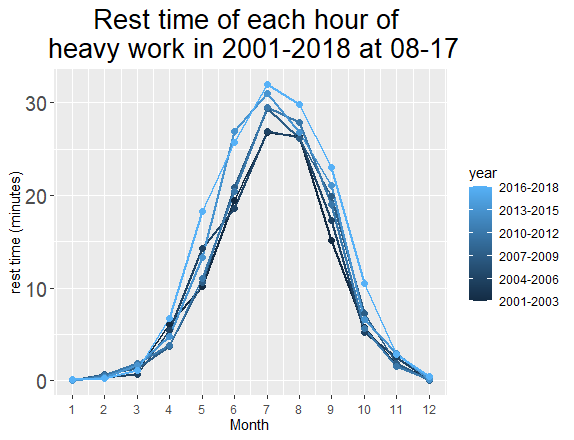 Rest time of each hour of
heavy work in 2001-2018 at 08-17
rest time (minutes)
30
20
10
0
1 2 3 4 5 6 7 8 9 10 11 12
Month
year
2016-2018
2013-2015
2010-2012
2007-2009
2004-2006
2001-2003